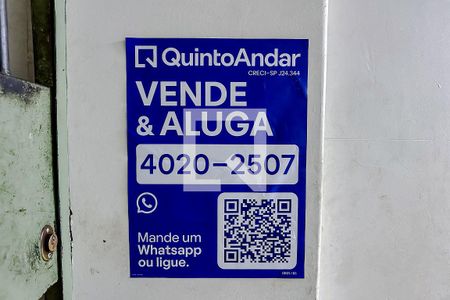 QuintoAndar
CRECI-SP J24.344
VENDE
& ALUGA
4020-2507
Mande um
Whatsapp
ou ligue.